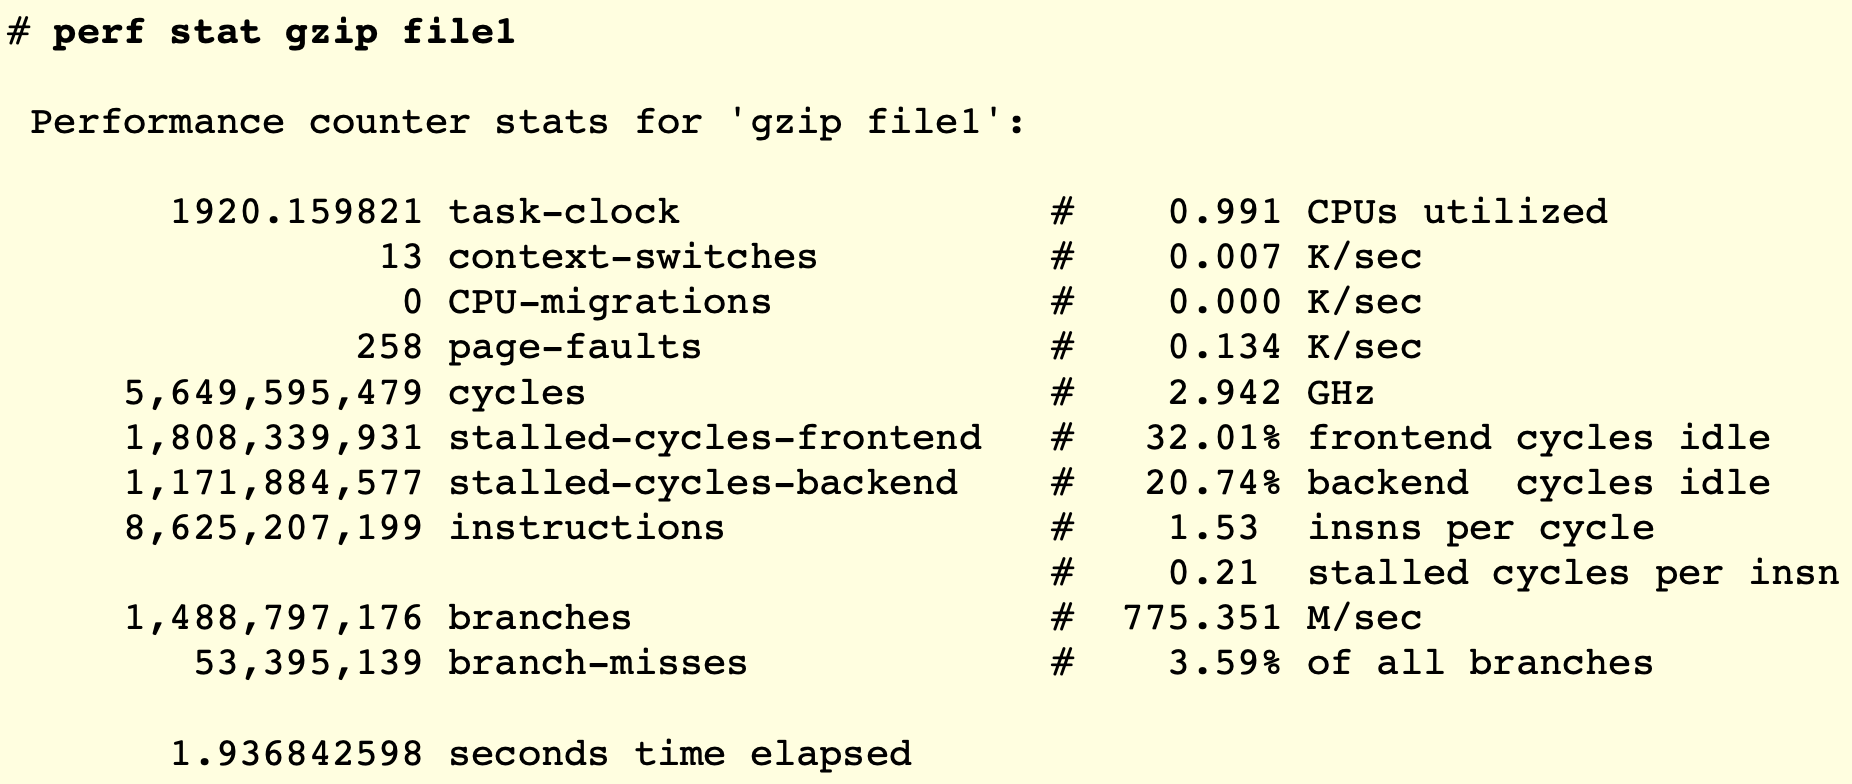 # perf stat gzip file1
Performance counter stats for 'gzip file1':
1920.159821 task-clock # 0.991 CPUs utilized
13 context-switches # 0.007 K/sec
0 CPU-migrations # 0.000 K/sec
258 page-faults # 0.134 K/sec
5,649,595,479 cycles # 2.942 GHz
1,808,339,931 stalled-cycles-frontend # 32.01% frontend cycles idle
1,171,884,577 stalled-cycles-backend # 20.74% backend cycles idle
8,625,207,199 instructions # 1.53 insns per cycle
# 0.21 stalled cycles per insn
1,488,797,176 branches # 775.351 M/sec
53,395,139 branch-misses # 3.59% of all branches
1.936842598 seconds time elapsed